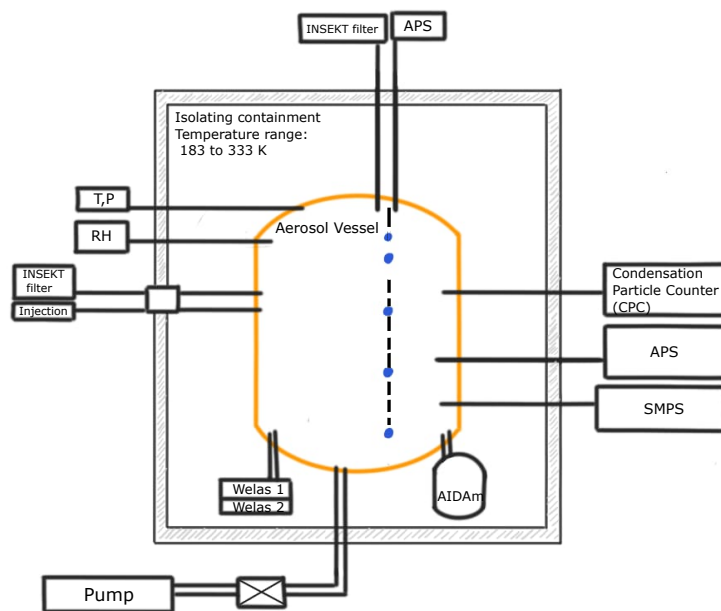 INSEKT filter
APS
Isolating containment
Temperature range:
183 to 333 K
T,P
RH
Aerosol Vessel
INSEKT
filter
Injection
Condensation
Particle Counter
(CPC)
APS
SMPS
Welas 1
Welas 2
AIDAm
Pump